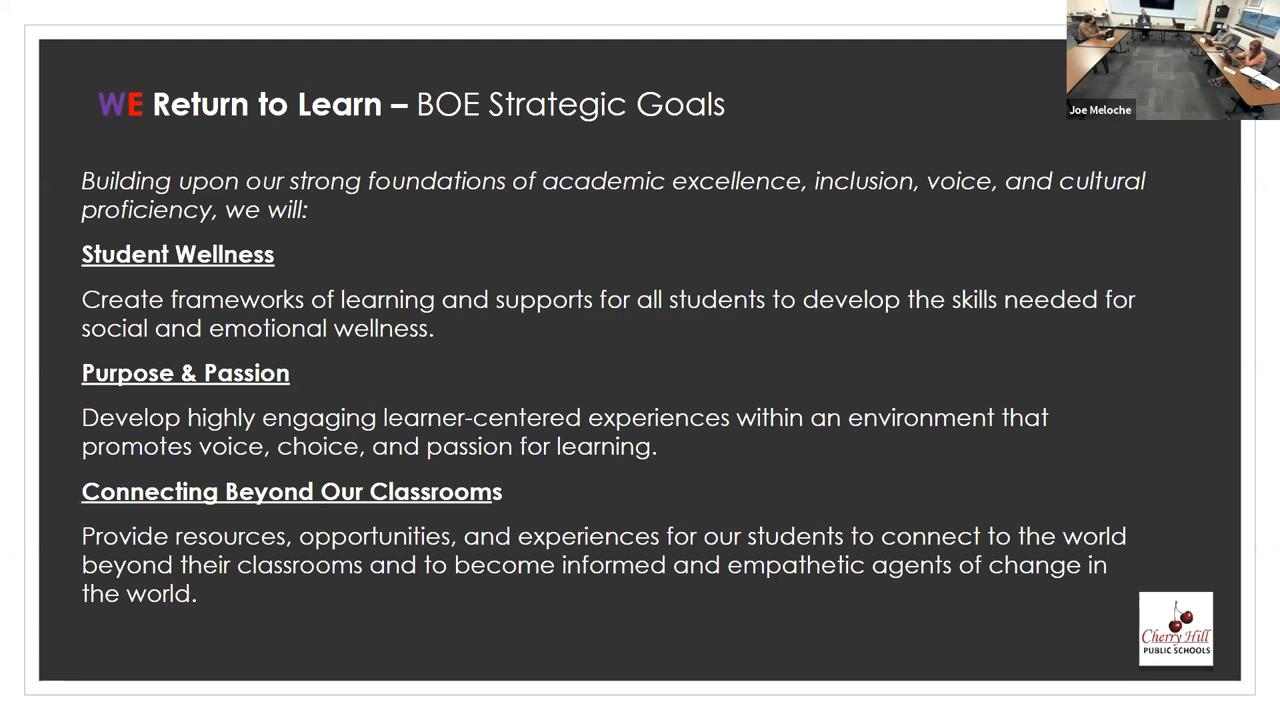 WE Return to Learn – BOE Strategic Goals
Joe Meloche
Building upon our strong foundations of academic excellence, inclusion, voice, and cultural
proficiency, we will:
Student Wellness
Create frameworks of learning and supports for all students to develop the skills needed for
social and emotional wellness.
Purpose & Passion
Develop highly engaging learner-centered experiences within an environment that
promotes voice, choice, and passion for learning.
Connecting Beyond Our Classrooms
Provide resources, opportunities, and experiences for our students to connect to the world
beyond their classrooms and to become informed and empathetic agents of change in
the world.
Cherry Hill
PUBLIC SCHOOLS